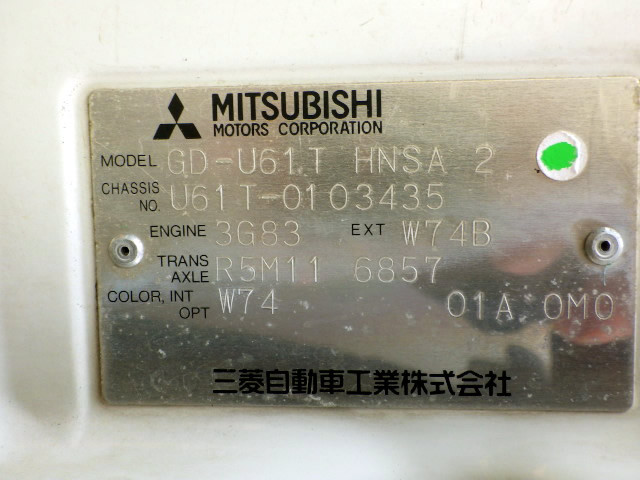 MITSUBISHI
MOTORS CORPORATION
MODEL GD-U61T HNSA 2
CHASSIS NO. U61T-0103435
ENGINE 3G83 EXT W74B
TRANS AXLE R5M11 6857
COLOR, INT OPT W74 01A 0M0
三菱自動車工業株式会社